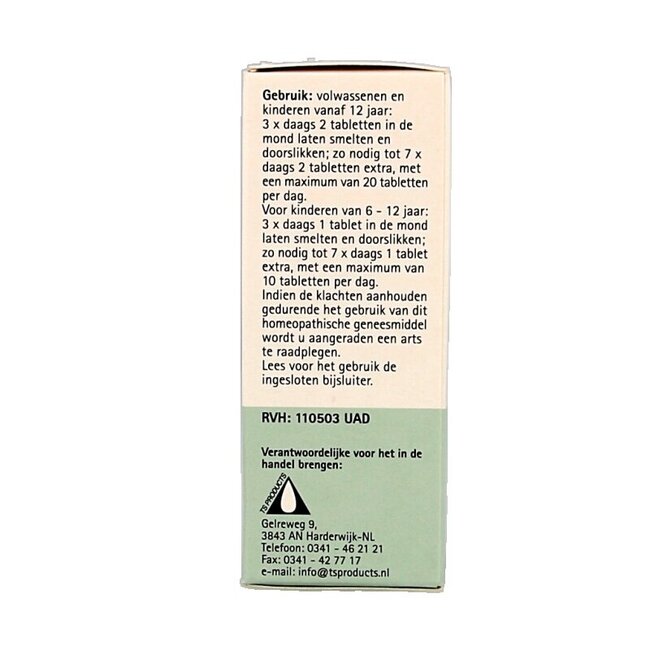 Gebruik: volwassenen en
kinderen vanaf 12 jaar:
3 x daags 2 tabletten in de
mond laten smelten en
doorslikken; zo nodig tot 7 x
daags 2 tabletten extra, met
een maximum van 20 tabletten
per dag.
Voor kinderen van 6 - 12 jaar:
3 x daags 1 tablet in de mond
laten smelten en doorslikken;
zo nodig tot 7 x daags 1 tablet
extra, met een maximum van
10 tabletten per dag.
Indien de klachten aanhouden
gedurende het gebruik van dit
homeopathische geneesmiddel
wordt u aangeraden een arts
te raadplegen.
Lees voor het gebruik de
ingesloten bijsluiter.
RVH: 110503 UAD
Verantwoordelijke voor het in de
handel brengen:
TS PRODUCTS
Gelreweg 9,
3843 AN Harderwijk-NL
Telefoon: 0341 - 46 21 21
Fax: 0341 - 42 77 17
e-mail: info@tsproducts.nl